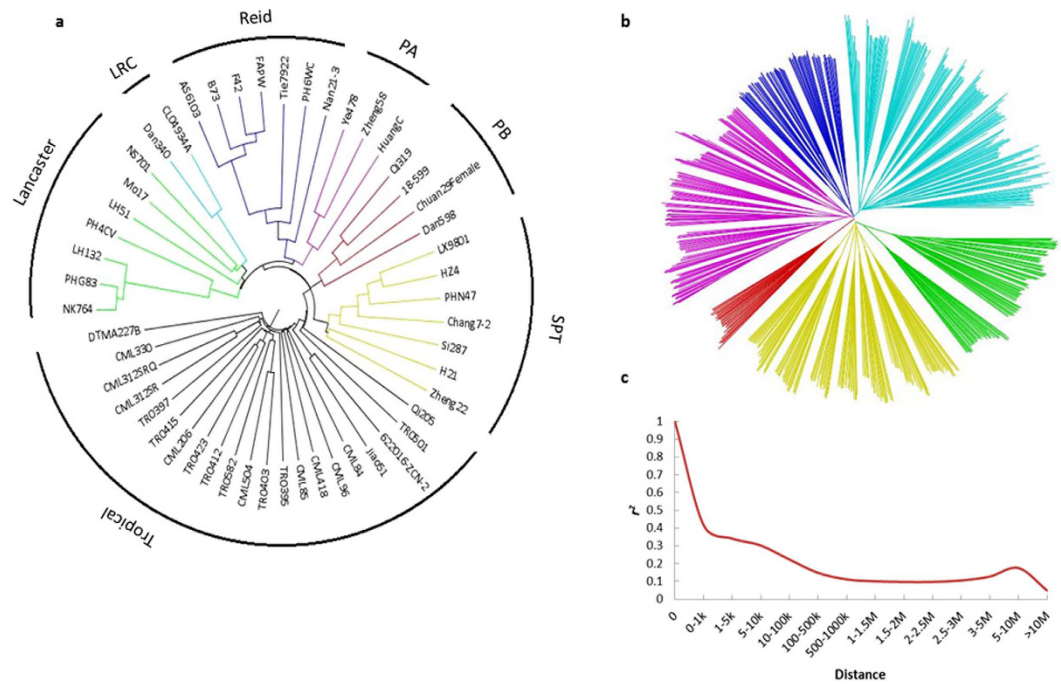 a
Reid
PA
PB
SPT
Tropical
Lancaster
LRC
NK764
PHG83
LH132
PH4CV
LH51
Mo17
NS701
Dan340
CLO4934A
AS6103
B73
F42
FAPW
Tie7922
PH6WC
Nan21-3
Ye478
Zheng58
HuangC
Qi319
18-599
Chuan29Female
Dan598
LX9801
HZ4
PHN47
Chang7-2
Si287
H21
Zheng22
Qi205
TRO501
622016-ZCN-2
Jiao51
CML84
CML96
CML418
CML85
TRO395
TRO403
CML504
TRO582
TRO412
TRO423
CML206
TRO415
TRO397
CML312SR
CML312SRQ
CML330
DTMA227B
b
c
1
0.9
0.8
0.7
0.6
0.5
0.4
0.3
0.2
0.1
0
r²
0
0-1k
1-5k
5-10k
10-100k
100-500k
500-1000k
1-1.5M
1.5-2M
2-2.5M
2.5-3M
3-5M
5-10M
>10M
Distance